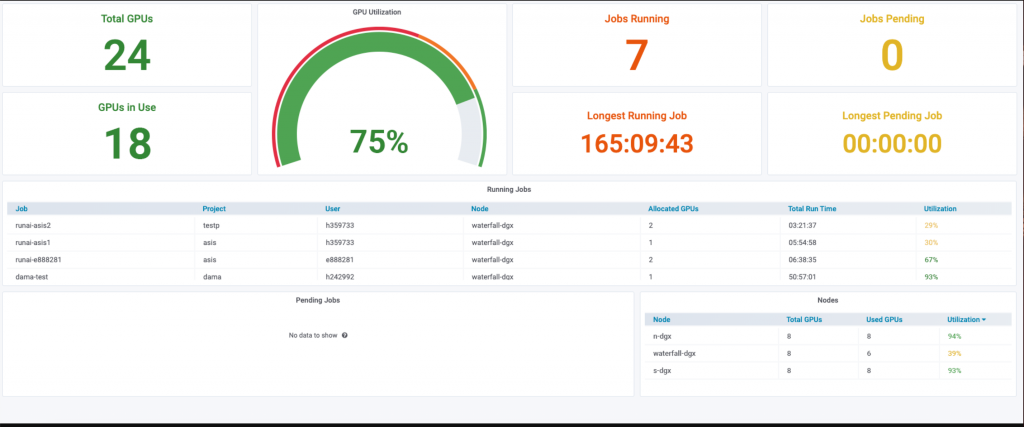 Total GPUs
24
GPUs in Use
18
GPU Utilization
75%
Jobs Running
7
Jobs Pending
0
Longest Running Job
165:09:43
Longest Pending Job
00:00:00
Running Jobs
Job Project User Node Allocated GPUs Total Run Time Utilization
runai-asis2 testp h359733 waterfall-dgx 2 03:21:37 29%
runai-asis1 asis h359733 waterfall-dgx 1 05:54:58 30%
runai-e888281 asis e888281 waterfall-dgx 2 06:38:35 67%
dama-test dama h242992 waterfall-dgx 1 50:57:01 93%
Pending Jobs
No data to show
Nodes
Node Total GPUs Used GPUs Utilization
n-dgx 8 8 94%
waterfall-dgx 8 6 39%
s-dgx 8 8 93%